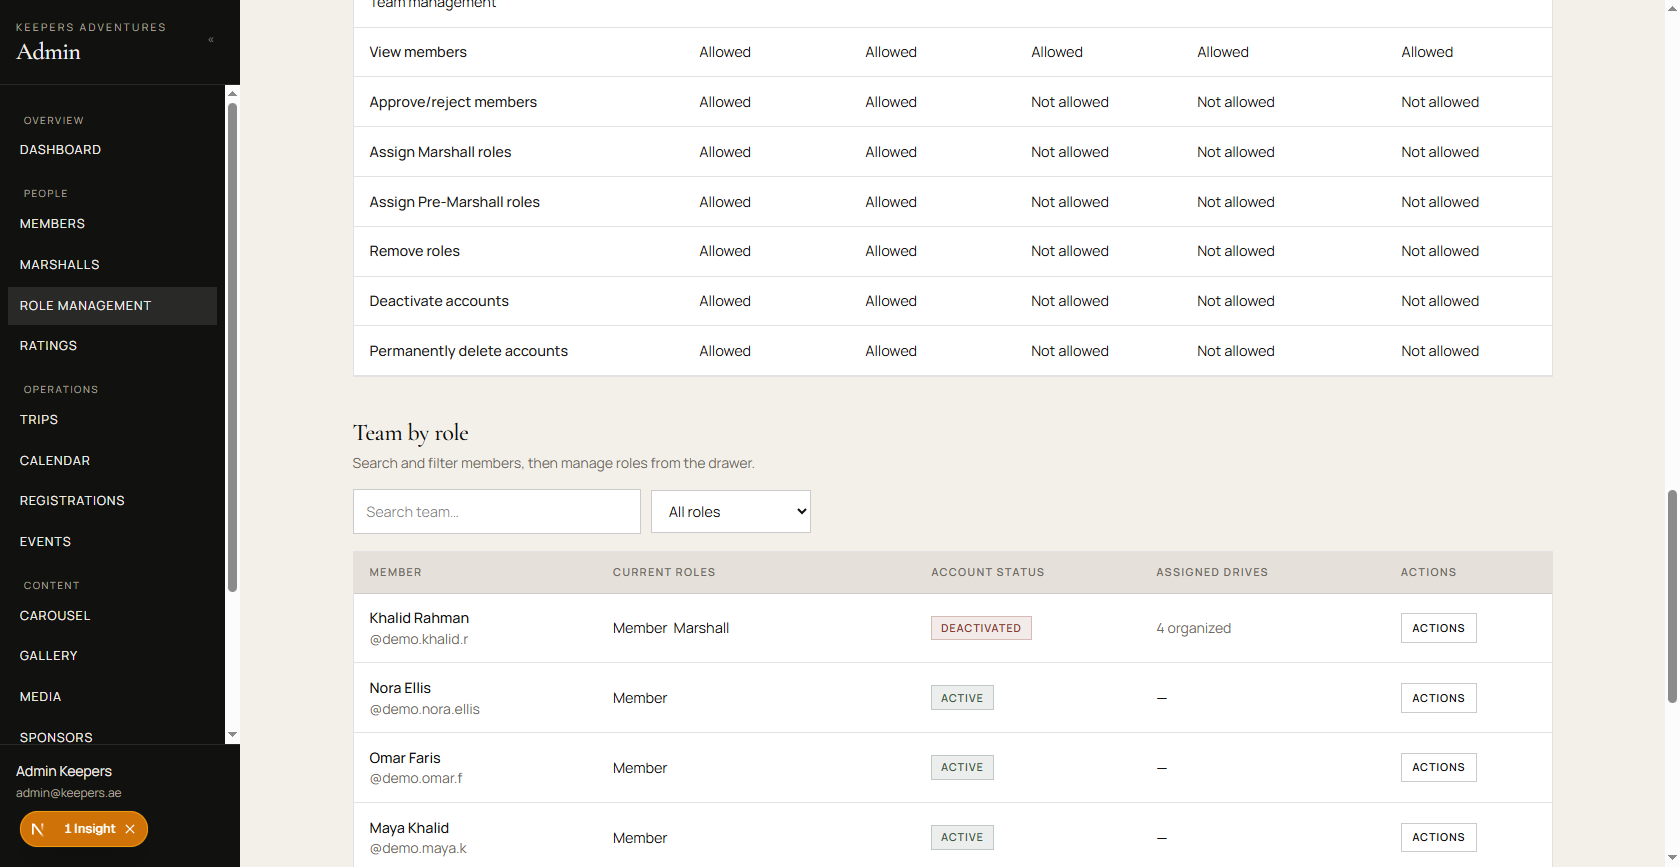 KEEPERS ADVENTURES
Admin
«
OVERVIEW
DASHBOARD
PEOPLE
MEMBERS
MARSHALLS
ROLE MANAGEMENT
RATINGS
OPERATIONS
TRIPS
CALENDAR
REGISTRATIONS
EVENTS
CONTENT
CAROUSEL
GALLERY
MEDIA
SPONSORS
Admin Keepers
admin@keepers.ae
N 1 Insight ×
Team management
View members Allowed Allowed Allowed Allowed Allowed
Approve/reject members Allowed Allowed Not allowed Not allowed Not allowed
Assign Marshall roles Allowed Allowed Not allowed Not allowed Not allowed
Assign Pre-Marshall roles Allowed Allowed Not allowed Not allowed Not allowed
Remove roles Allowed Allowed Not allowed Not allowed Not allowed
Deactivate accounts Allowed Allowed Not allowed Not allowed Not allowed
Permanently delete accounts Allowed Allowed Not allowed Not allowed Not allowed
Team by role
Search and filter members, then manage roles from the drawer.
Search team... All roles
MEMBER CURRENT ROLES ACCOUNT STATUS ASSIGNED DRIVES ACTIONS
Khalid Rahman
@demo.khalid.r
Member Marshall DEACTIVATED 4 organized ACTIONS
Nora Ellis
@demo.nora.ellis
Member ACTIVE — ACTIONS
Omar Faris
@demo.omar.f
Member ACTIVE — ACTIONS
Maya Khalid
@demo.maya.k
Member ACTIVE — ACTIONS